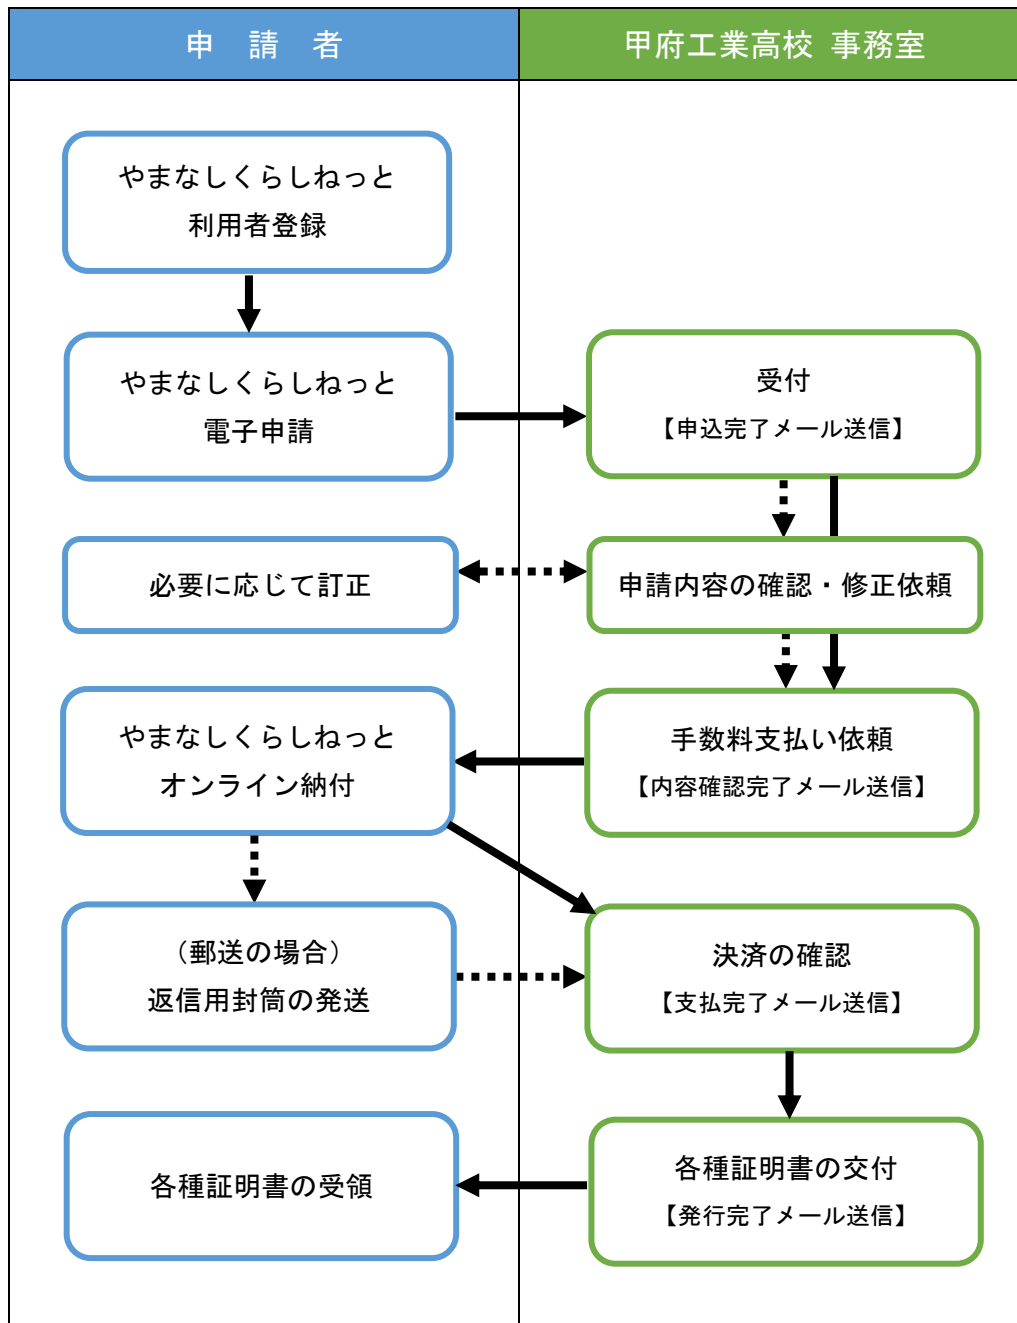 申 請 者
甲府工業高校 事務室
やまなしくらしねっと
利用者登録
やまなしくらしねっと
電子申請
受付
【申込完了メール送信】
必要に応じて訂正
申請内容の確認・修正依頼
やまなしくらしねっと
オンライン納付
手数料支払い依頼
【内容確認完了メール送信】
（郵送の場合）
返信用封筒の発送
決済の確認
【支払完了メール送信】
各種証明書の受領
各種証明書の交付
【発行完了メール送信】